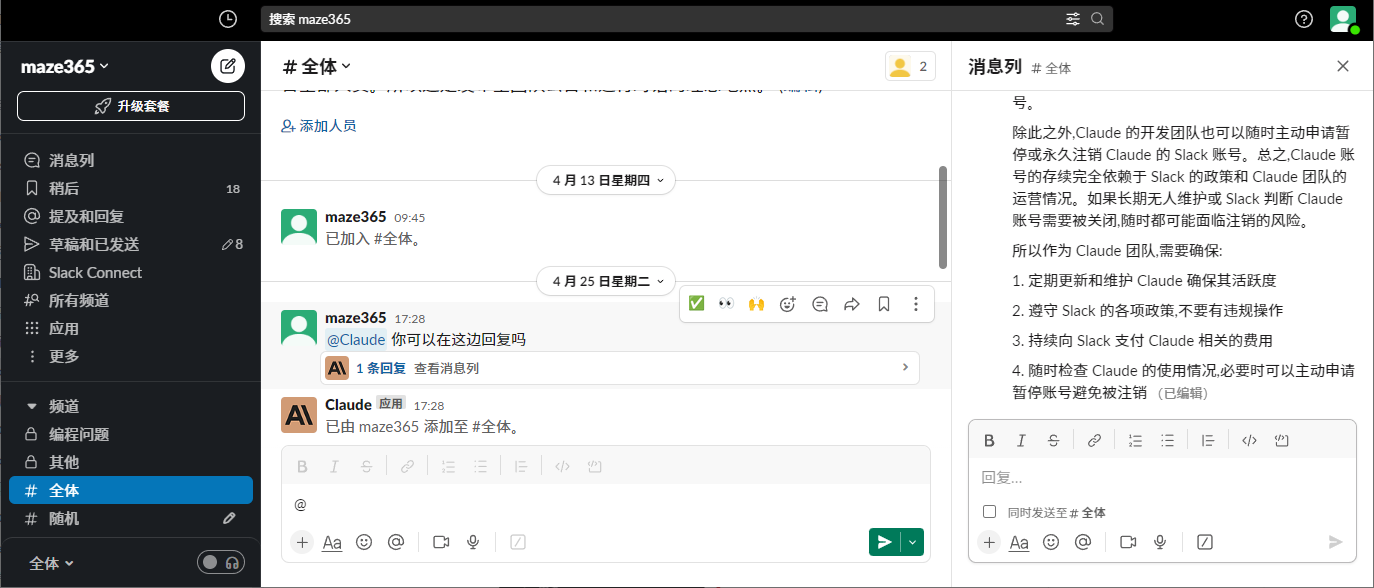 搜索 maze365
maze365
升级套餐
消息列
稍后
18
提及和回复
草稿和已发送
8
Slack Connect
所有频道
应用
更多
频道
编程问题
其他
# 全体
# 随机
全体
# 全体
2
添加人员
4 月 13 日星期四
maze365 09:45
已加入 #全体。
4 月 25 日星期二
maze365 17:28
@Claude 你可以在这边回复吗
1 条回复 查看消息列
Claude 应用 17:28
已由 maze365 添加至 #全体。
B I S
@
Aa
消息列 # 全体
号。
除此之外,Claude 的开发团队也可以随时主动申请暂
停或永久注销 Claude 的 Slack 账号。总之,Claude 账
号的存续完全依赖于 Slack 的政策和 Claude 团队的
运营情况。如果长期无人维护或 Slack 判断 Claude
账号需要被关闭,随时都可能面临注销的风险。
所以作为 Claude 团队,需要确保:
1. 定期更新和维护 Claude 确保其活跃度
2. 遵守 Slack 的各项政策,不要有违规操作
3. 持续向 Slack 支付 Claude 相关的费用
4. 随时检查 Claude 的使用情况,必要时可以主动申请
暂停账号避免被注销 (已编辑)
B I S
回复...
同时发送至 # 全体
Aa